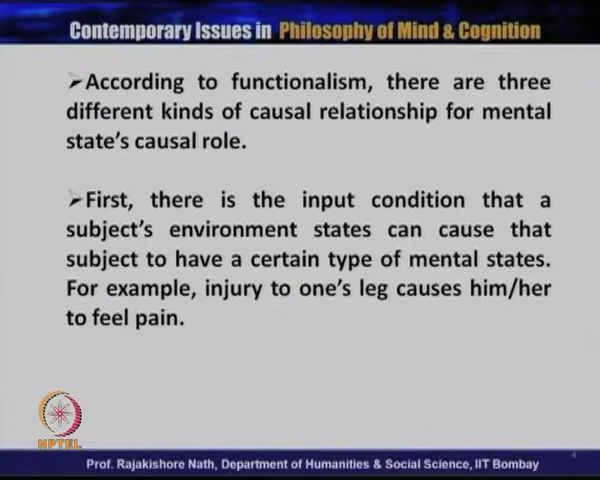 Contemporary Issues in Philosophy of Mind & Cognition
➢According to functionalism, there are three
different kinds of causal relationship for mental
state's causal role.
➢First, there is the input condition that a
subject's environment states can cause that
subject to have a certain type of mental states.
For example, injury to one's leg causes him/her
to feel pain.
NPTEL
4
Prof. Rajakishore Nath, Department of Humanities & Social Science, IIT Bombay